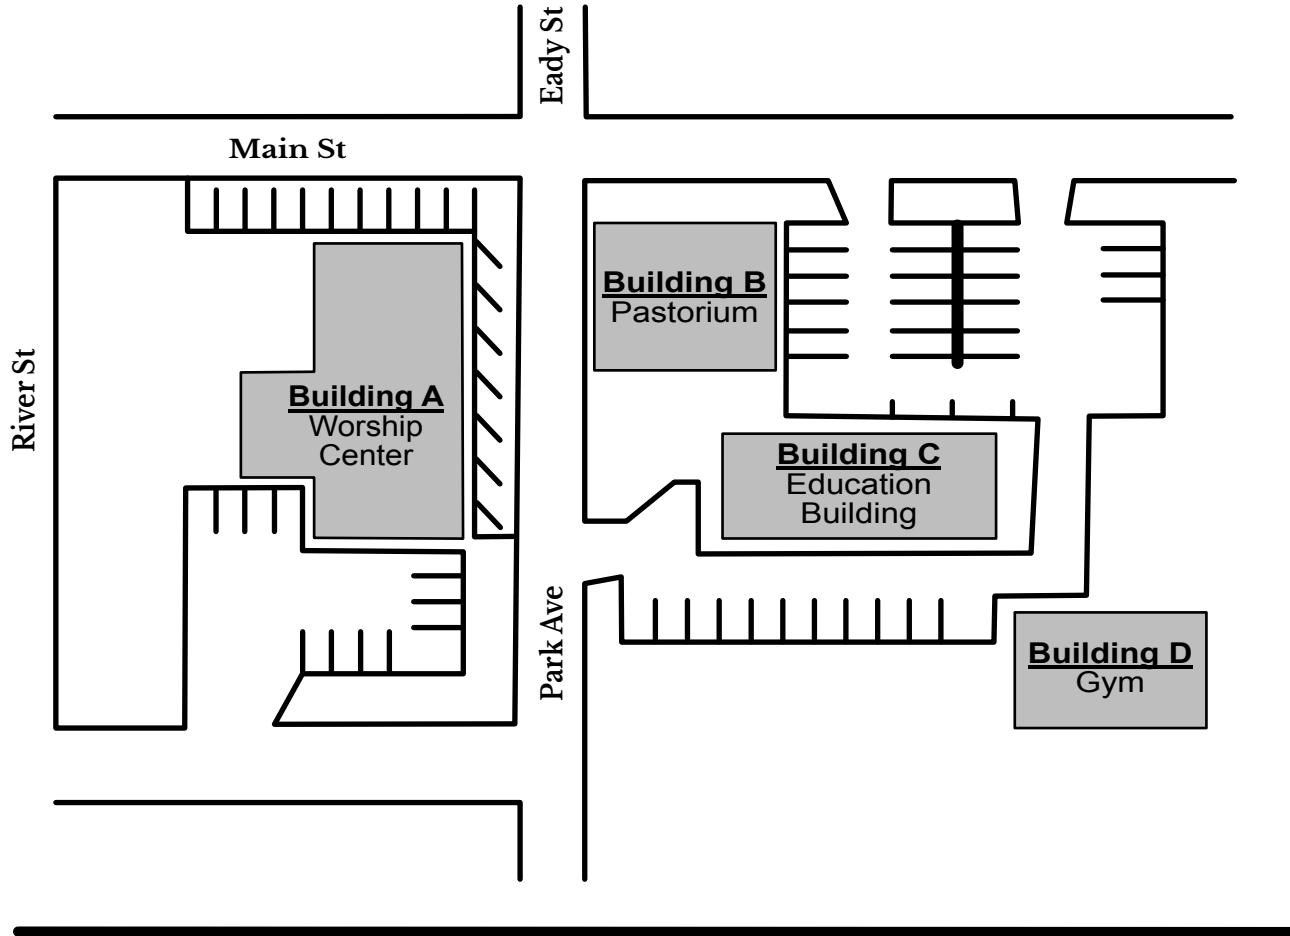 Eady St
Main St
River St
Building A
Worship
Center
Building B
Pastorium
Building C
Education
Building
Park Ave
Building D
Gym